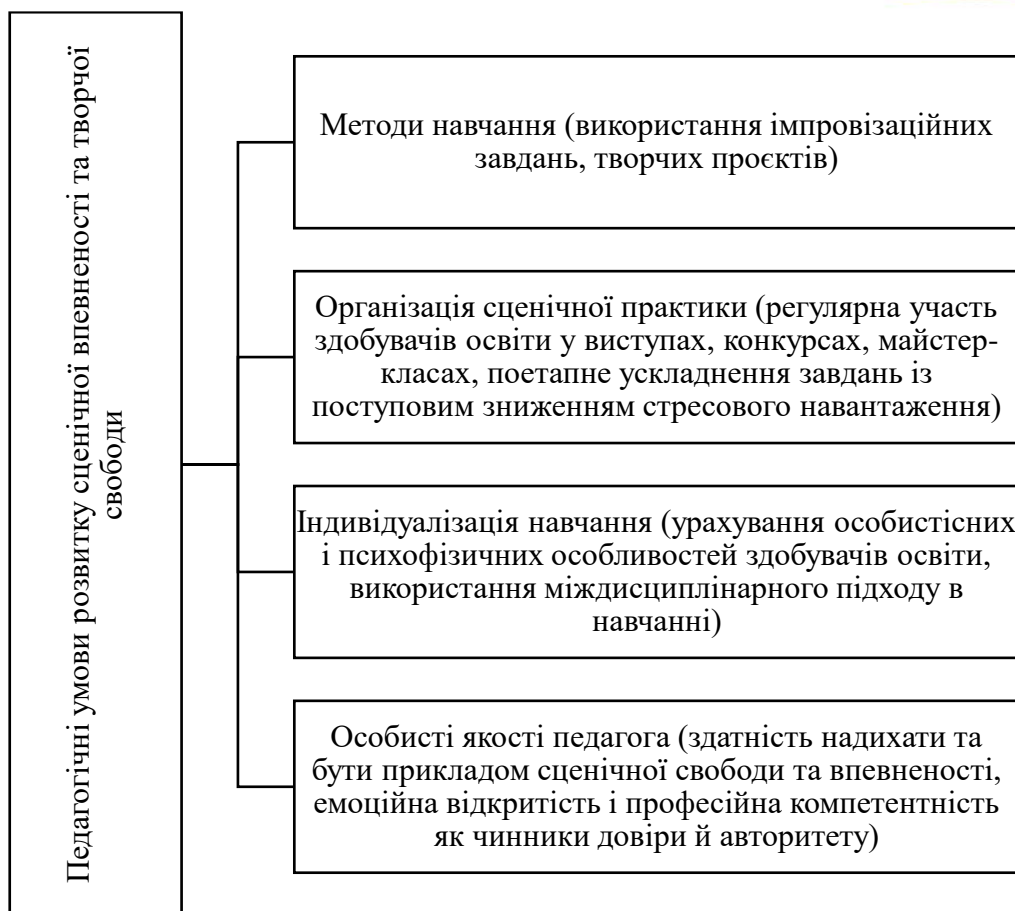 Педагогічні умови розвитку сценічної впевненості та творчої
свободи
Методи навчання (використання імпровізаційних
завдань, творчих проєктів)
Організація сценічної практики (регулярна участь
здобувачів освіти у виступах, конкурсах, майстер-
класах, поетапне ускладнення завдань із
поступовим зниженням стресового навантаження)
Індивідуалізація навчання (урахування особистісних
і психофізичних особливостей здобувачів освіти,
використання міждисциплінарного підходу в
навчанні)
Особисті якості педагога (здатність надихати та
бути прикладом сценічної свободи та впевненості,
емоційна відкритість і професійна компетентність
як чинники довіри й авторитету)